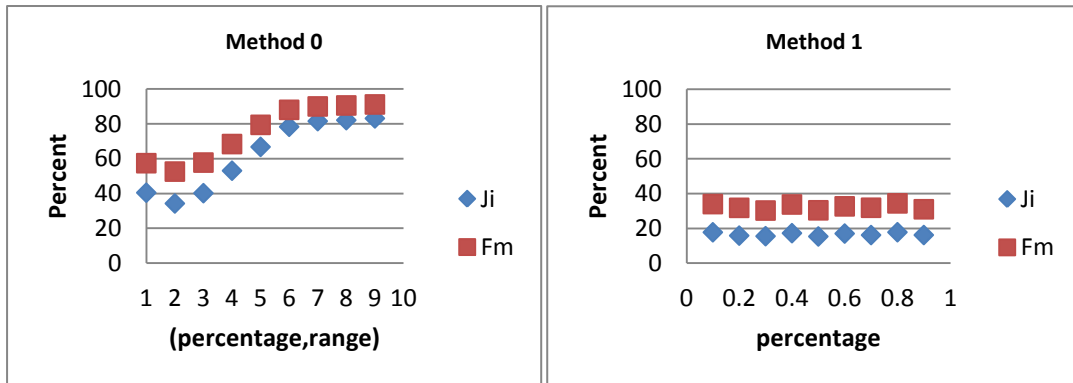 Method 0
100
80
60
40
20
0
Percent
1 2 3 4 5 6 7 8 9 10
(percentage,range)
Ji
Fm
Method 1
100
80
60
40
20
0
Percent
0 0.2 0.4 0.6 0.8 1
percentage
Ji
Fm